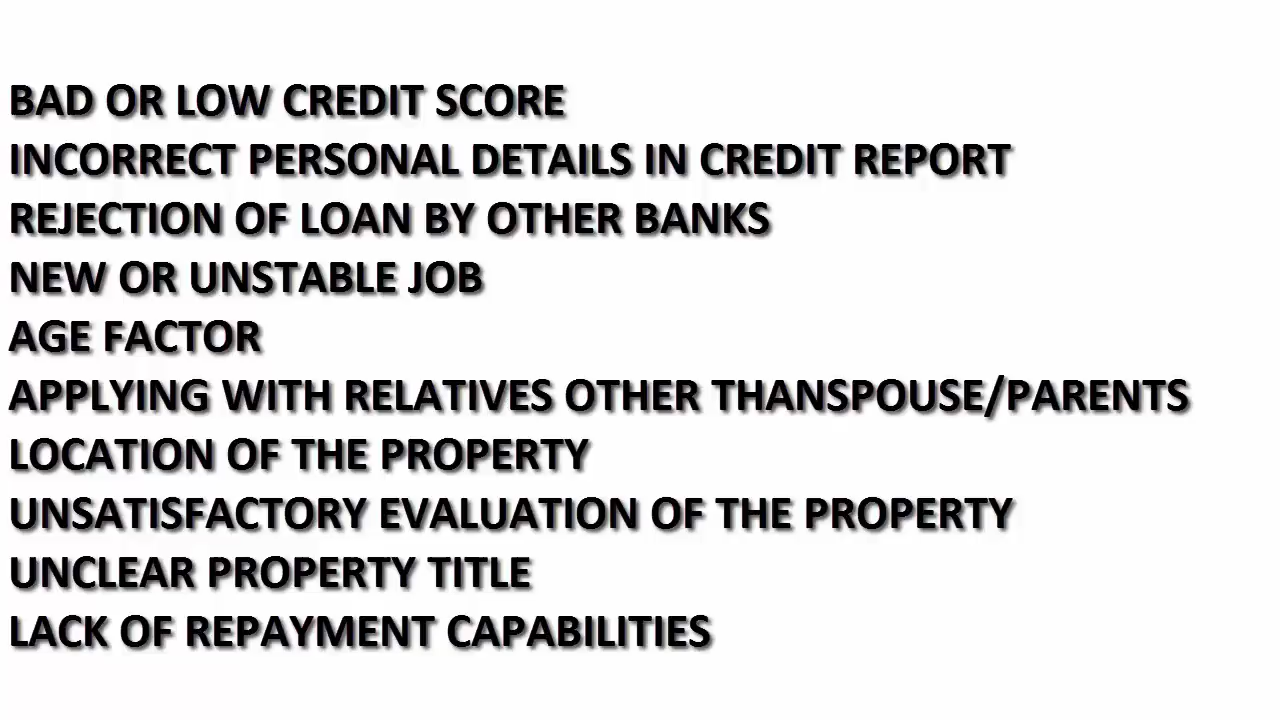 BAD OR LOW CREDIT SCORE
INCORRECT PERSONAL DETAILS IN CREDIT REPORT
REJECTION OF LOAN BY OTHER BANKS
NEW OR UNSTABLE JOB
AGE FACTOR
APPLYING WITH RELATIVES OTHER THANSPOUSE/PARENTS
LOCATION OF THE PROPERTY
UNSATISFACTORY EVALUATION OF THE PROPERTY
UNCLEAR PROPERTY TITLE
LACK OF REPAYMENT CAPABILITIES